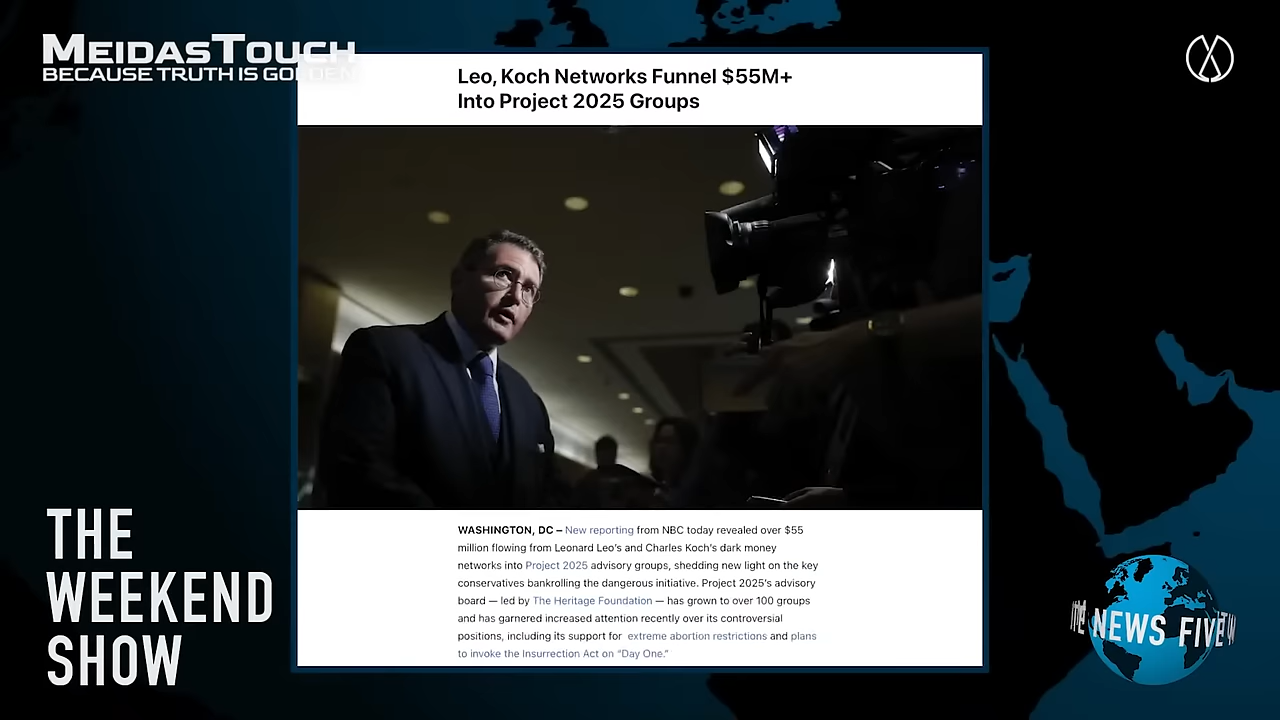 MEIDASTOUCH
BECAUSE TRUTH IS GOLDEN
Leo, Koch Networks Funnel $55M+
Into Project 2025 Groups
WASHINGTON, DC – New reporting from NBC today revealed over $55
million flowing from Leonard Leo's and Charles Koch's dark money
networks into Project 2025 advisory groups, shedding new light on the key
conservatives bankrolling the dangerous initiative. Project 2025's advisory
board — led by The Heritage Foundation — has grown to over 100 groups
and has garnered increased attention recently over its controversial
positions, including its support for extreme abortion restrictions and plans
to invoke the Insurrection Act on “Day One.”
THE
WEEKEND
SHOW
NEWS FIVE